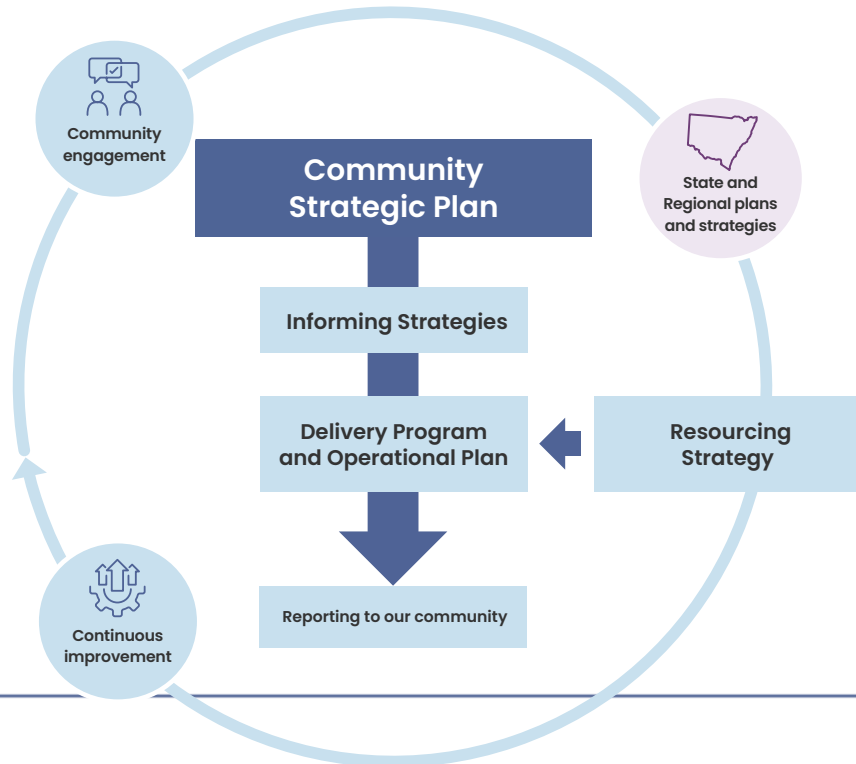 Community
engagement
Community
Strategic Plan
State and
Regional plans
and strategies
Informing Strategies
Delivery Program
and Operational Plan
Resourcing
Strategy
Reporting to our community
Continuous
improvement